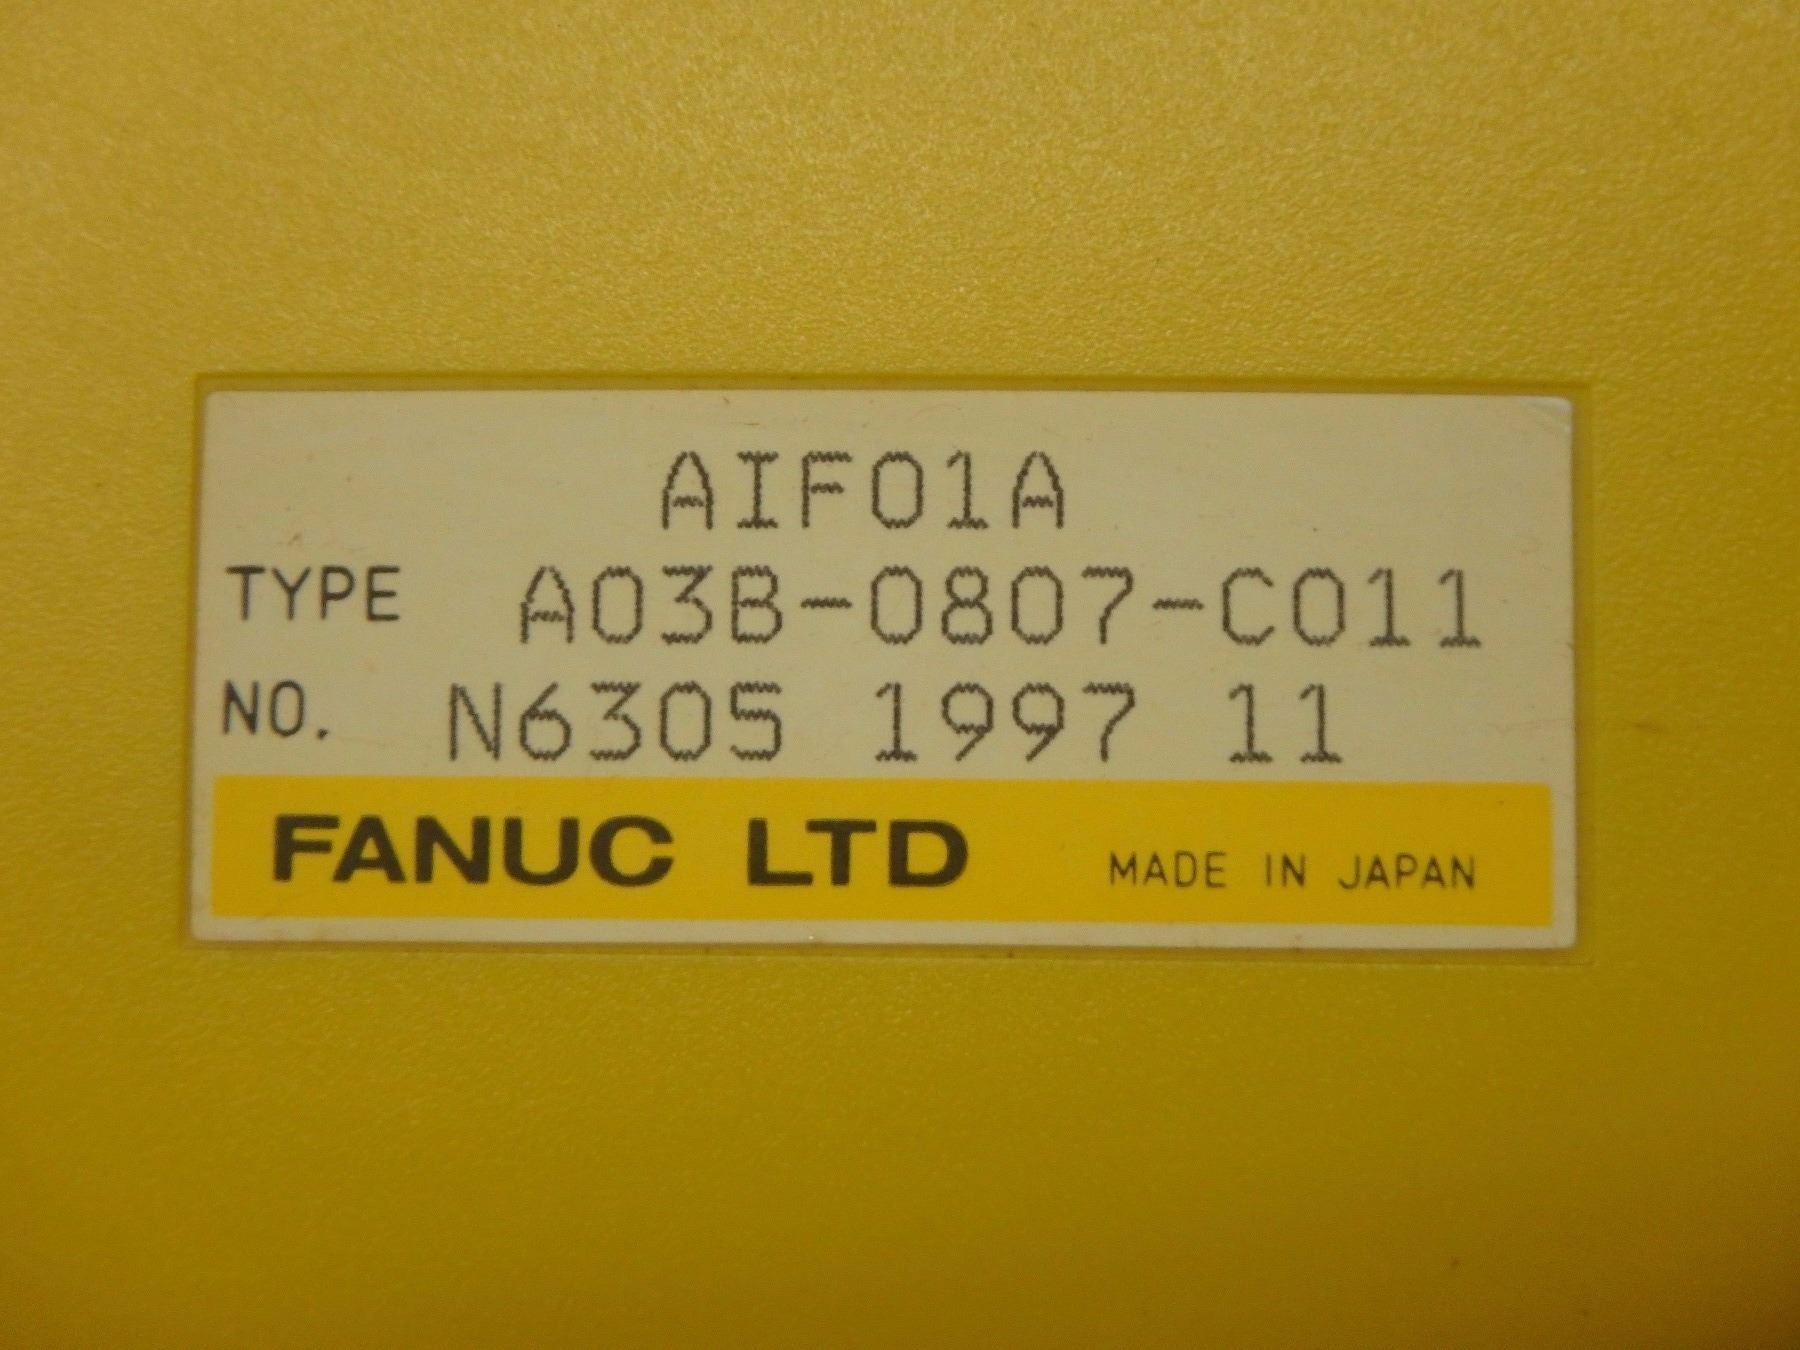 AIF01A
TYPE A03B-0807-C011
NO. N6305 1997 11
FANUC LTD MADE IN JAPAN